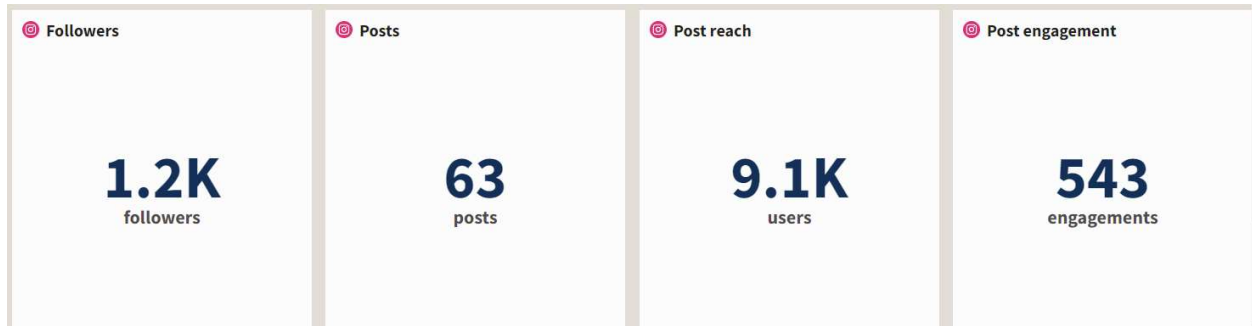 Followers
1.2K
followers
Posts
63
posts
Post reach
9.1K
users
Post engagement
543
engagements